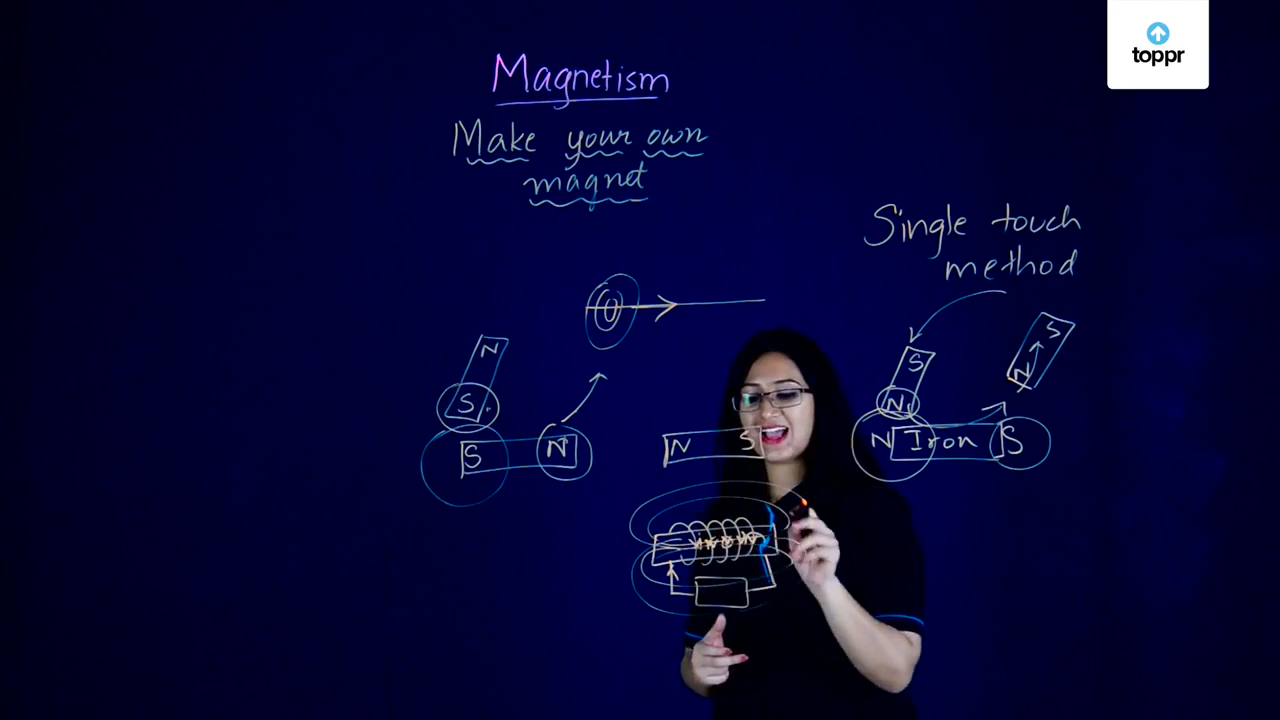 toppr
Magnetism
Make your own
magnet
Single touch
method
N
S
S
N
S
N
N Iron S
S
N
N S